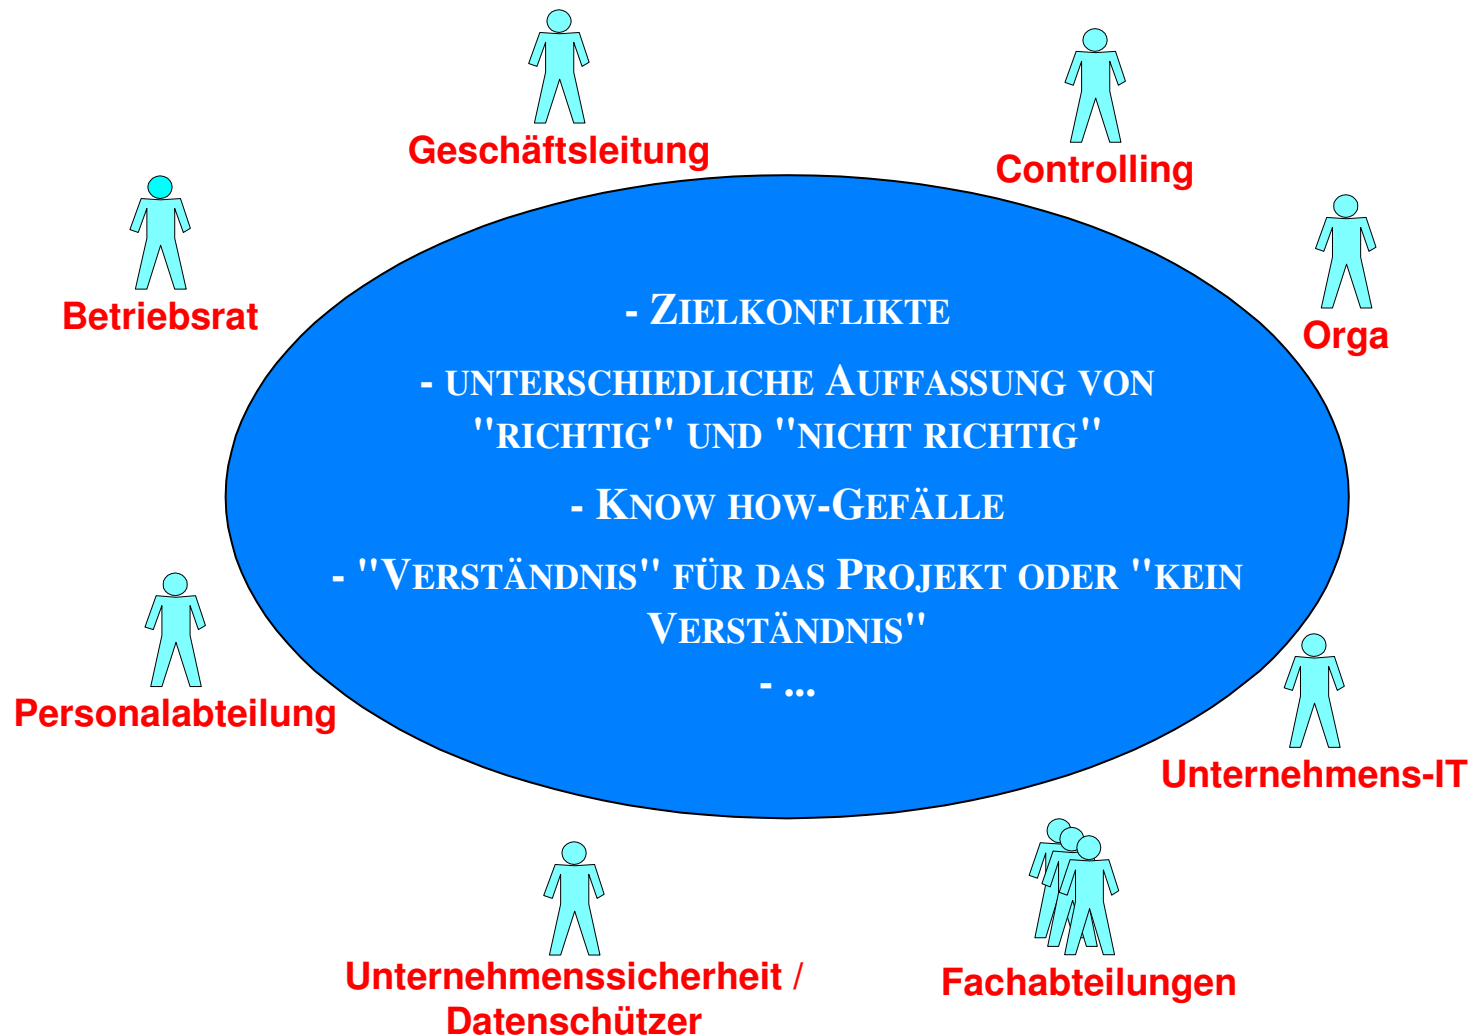 Geschäftsleitung
Controlling
Betriebsrat
Orga
- Zielkonflikte
- unterschiedliche Auffassung von
"richtig" und "nicht richtig"
- Know how-Gefälle
- "Verständnis" für das Projekt oder "kein
Verständnis"
- ...
Personalabteilung
Unternehmens-IT
Unternehmenssicherheit /
Datenschützer
Fachabteilungen